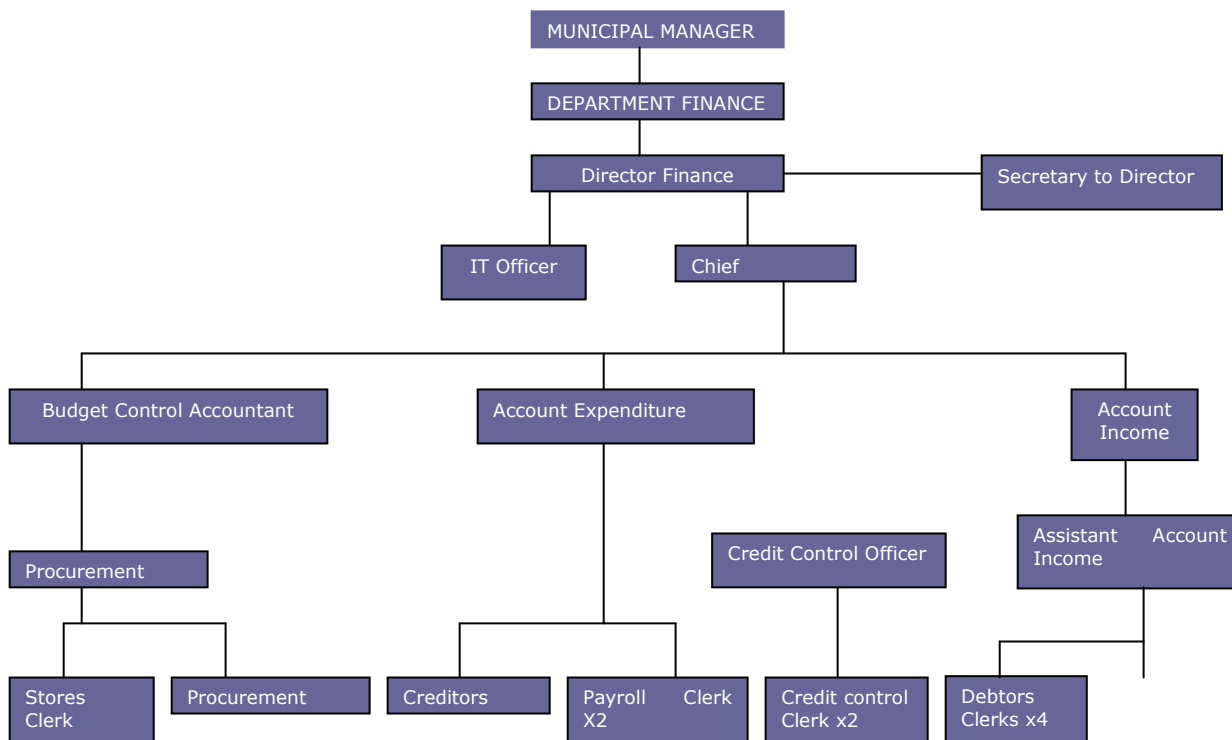 MUNICIPAL MANAGER
DEPARTMENT FINANCE
Director Finance
Secretary to Director
IT Officer
Chief
Budget Control Accountant
Account Expenditure
Account
Income
Procurement
Credit Control Officer
Assistant Account
Income
Stores
Clerk
Procurement
Creditors
Payroll Clerk
X2
Credit control
Clerk x2
Debtors
Clerks x4